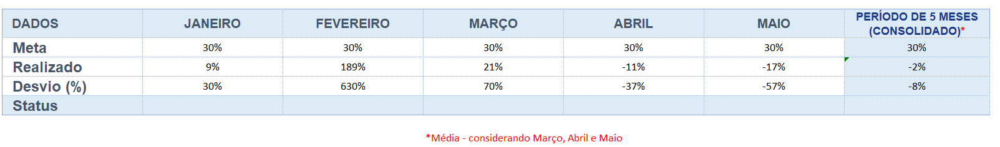 DADOS JANEIRO FEVEREIRO MARÇO ABRIL MAIO PERÍODO DE 5 MESES
(CONSOLIDADO)*
Meta 30% 30% 30% 30% 30% 30%
Realizado 9% 189% 21% -11% -17% -2%
Desvio (%) 30% 630% 70% -37% -57% -8%
Status
*Média - considerando Março, Abril e Maio